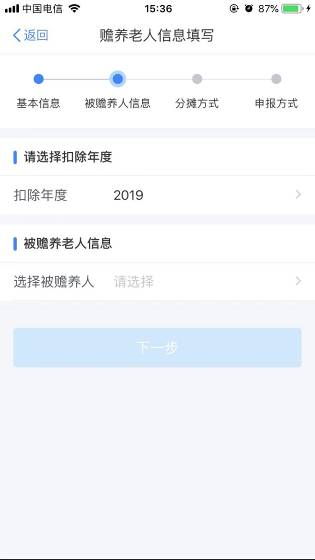 中国电信 15:36 87%
返回 赡养老人信息填写
基本信息 被赡养人信息 分摊方式 申报方式
请选择扣除年度
扣除年度 2019
被赡养老人信息
选择被赡养人 请选择
下一步